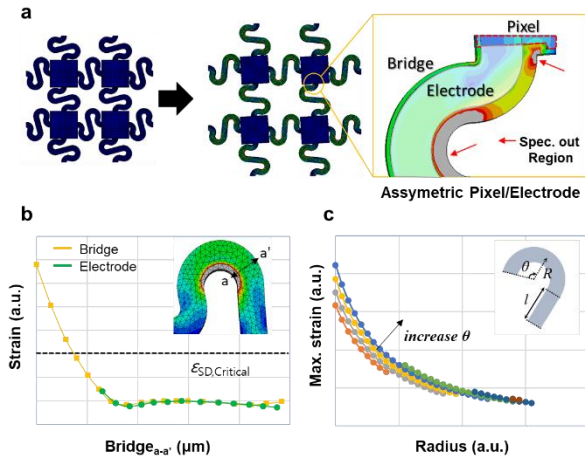 a
Pixel
Bridge
Electrode
Spec. out
Region
Assymetric Pixel/Electrode
b
Bridge
Electrode
a'
a
εSD,Critical
Strain (a.u.)
Bridgea-a' (μm)
c
θ
R
l
increase θ
Max. strain (a.u.)
Radius (a.u.)